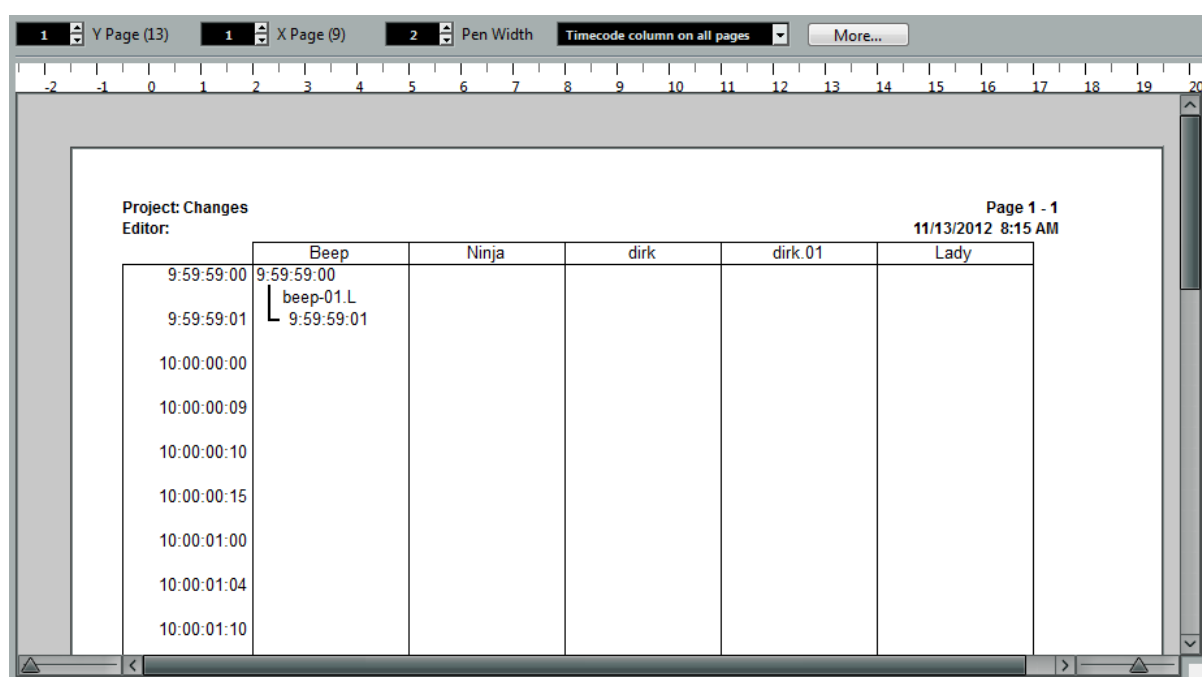 1 Y Page (13) 1 X Page (9) 2 Pen Width Timecode column on all pages More...
-2 -1 0 1 2 3 4 5 6 7 8 9 10 11 12 13 14 15 16 17 18 19 20
Project: Changes Page 1 - 1
Editor: 11/13/2012 8:15 AM
Beep Ninja dirk dirk.01 Lady
9:59:59:00 9:59:59:00
beep-01.L
9:59:59:01 9:59:59:01
10:00:00:00
10:00:00:09
10:00:00:10
10:00:00:15
10:00:01:00
10:00:01:04
10:00:01:10